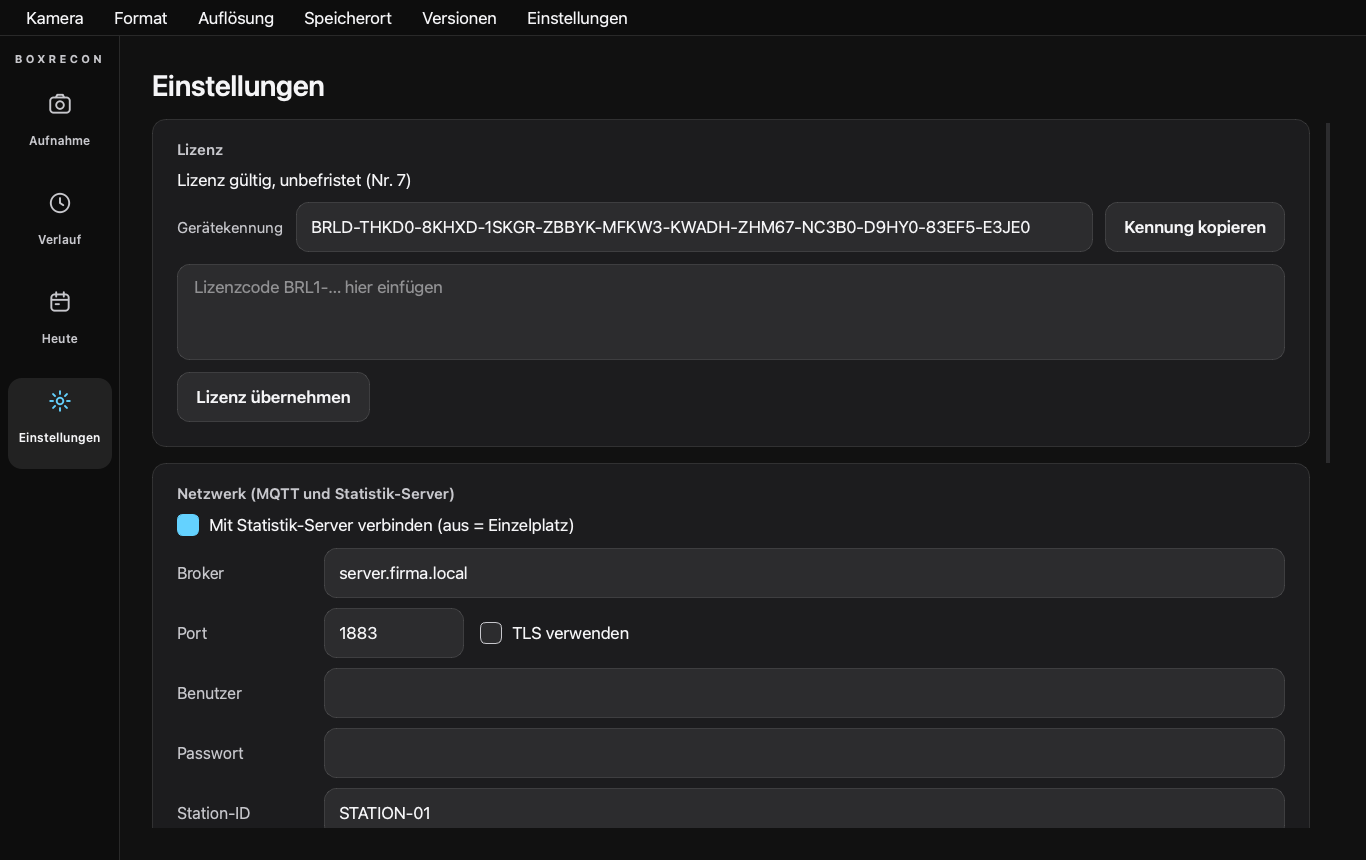 Kamera Format Auflösung Speicherort Versionen Einstellungen
BOXRECON
Aufnahme
Verlauf
Heute
Einstellungen
Einstellungen
Lizenz
Lizenz gültig, unbefristet (Nr. 7)
Gerätekennung BRLD-THKD0-8KHXD-1SKGR-ZBBYK-MFKW3-KWADH-ZHM67-NC3B0-D9HY0-83EF5-E3JE0 Kennung kopieren
Lizenzcode BRL1-... hier einfügen
Lizenz übernehmen
Netzwerk (MQTT und Statistik-Server)
Mit Statistik-Server verbinden (aus = Einzelplatz)
Broker server.firma.local
Port 1883 TLS verwenden
Benutzer
Passwort
Station-ID STATION-01